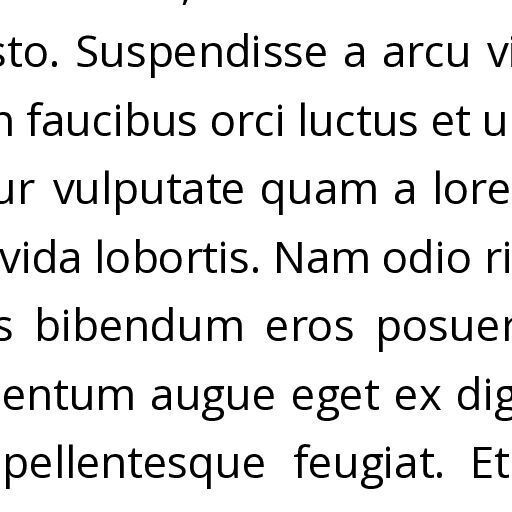 sto. Suspendisse a arcu vi
n faucibus orci luctus et u
ur vulputate quam a lore
vida lobortis. Nam odio ri
s bibendum eros posuer
entum augue eget ex dig
pellentesque feugiat. Et